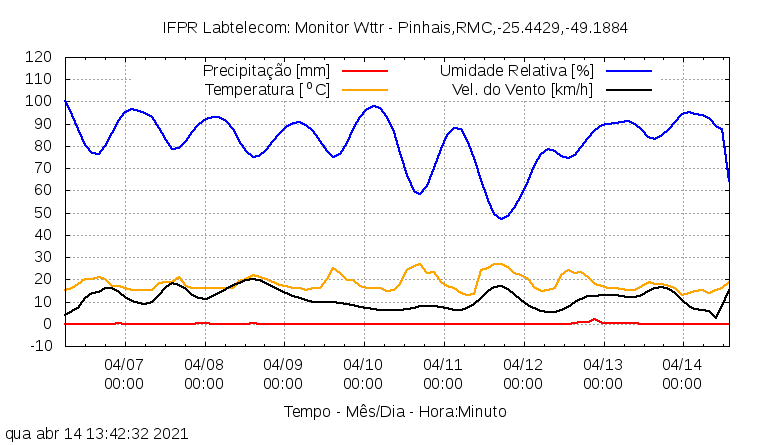 IFPR Labtelecom: Monitor Wttr - Pinhais,RMC,-25.4429,-49.1884
120
110
100
90
80
70
60
50
40
30
20
10
0
-10
Precipitação [mm]
Temperatura [⁰C]
Umidade Relativa [%]
Vel. do Vento [km/h]
04/07 04/08 04/09 04/10 04/11 04/12 04/13 04/14
00:00 00:00 00:00 00:00 00:00 00:00 00:00 00:00
Tempo - Mês/Dia - Hora:Minuto
qua abr 14 13:42:32 2021